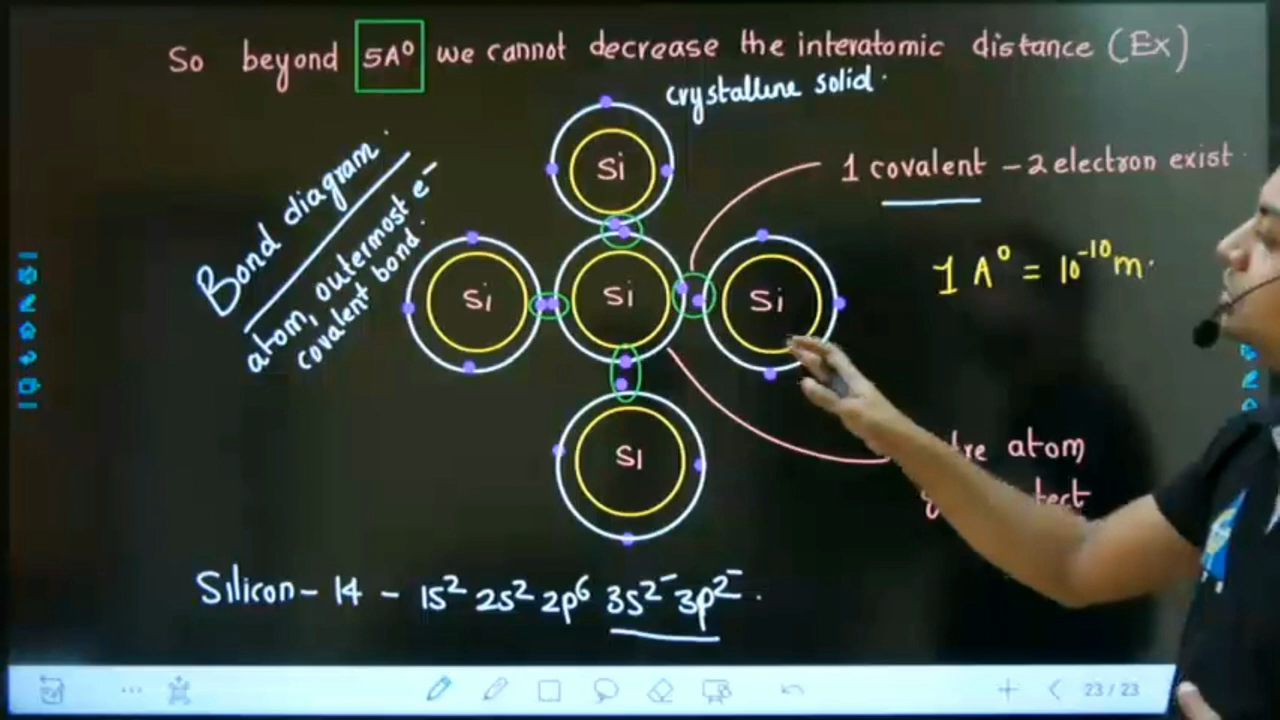 So beyond 5A° we cannot decrease the interatomic distance (Ex)
crystalline solid.
Bond diagram.
atom, outermost e⁻
covalent bond.
1 covalent - 2 electron exist
1 A° = 10⁻¹⁰ m.
Si
Si
Si
Si
Si
atom
Silicon - 14 - 1s² 2s² 2p⁶ 3s²⁻ 3p²⁻.
23/23